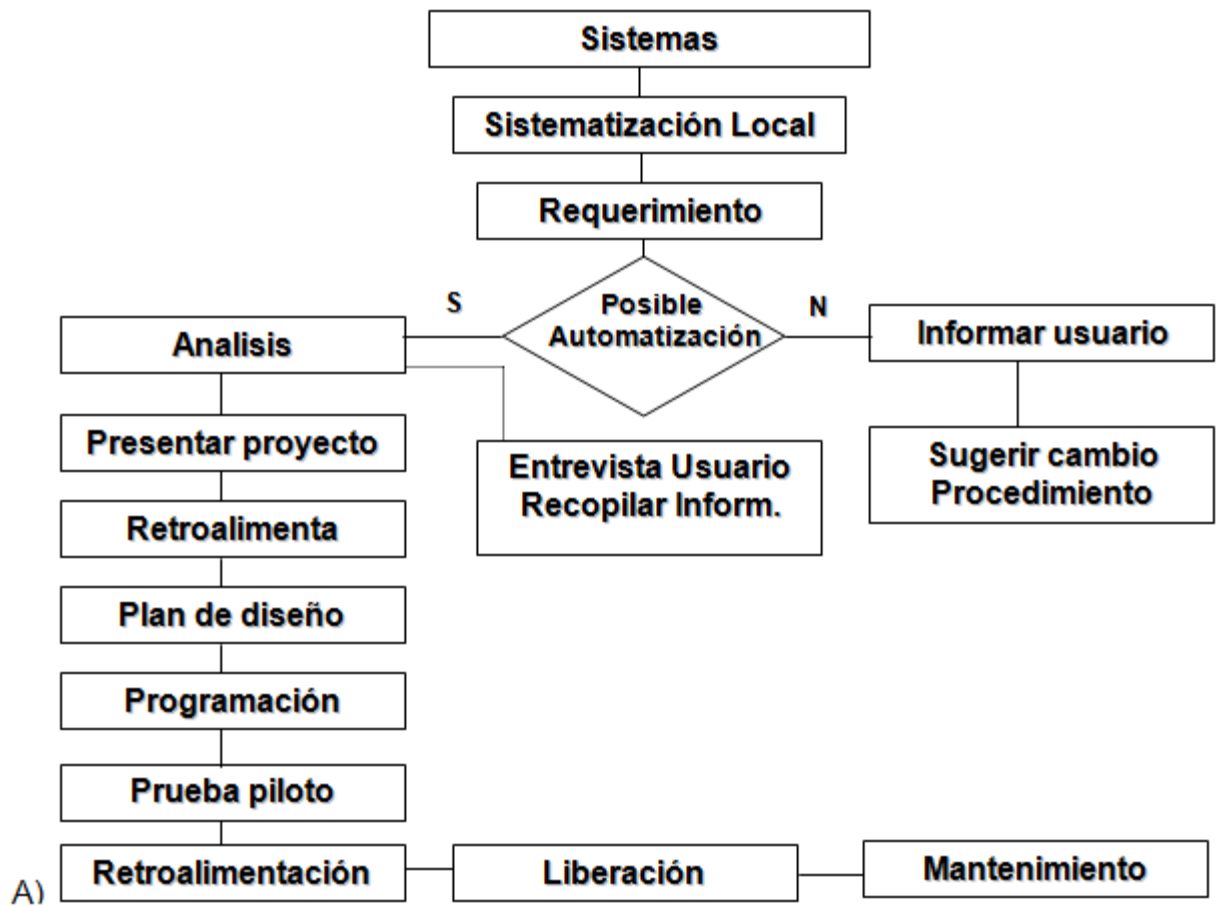 Sistemas
Sistematización Local
Requerimiento
Posible
Automatización
S
N
Analisis
Informar usuario
Presentar proyecto
Entrevista Usuario
Recopilar Inform.
Sugerir cambio
Procedimiento
Retroalimenta
Plan de diseño
Programación
Prueba piloto
A)
Retroalimentación
Liberación
Mantenimiento